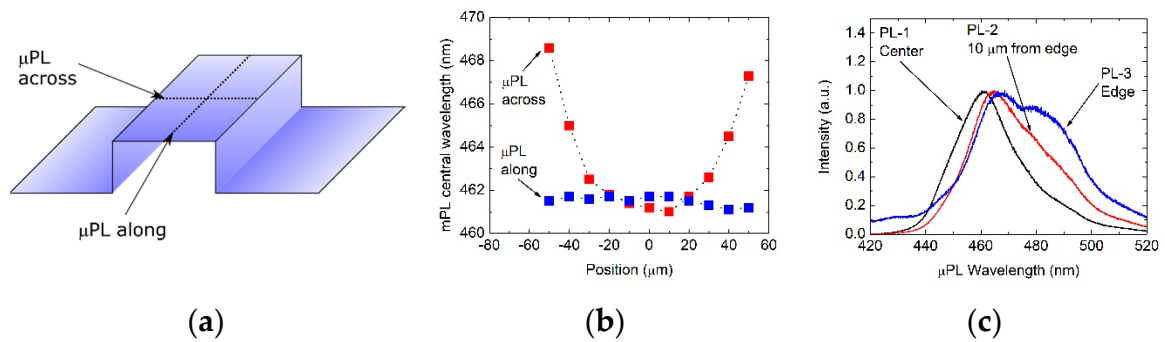 μPL
across
μPL along
(a)
mPL central wavelength (nm)
470
468
466
464
462
460
μPL
across
μPL
along
-80 -60 -40 -20 0 20 40 60
Position (μm)
(b)
Intensity (a.u.)
1.4
1.2
1.0
0.8
0.6
0.4
0.2
0.0
PL-1
Center
PL-2
10 μm from edge
PL-3
Edge
420 440 460 480 500 520
μPL Wavelength (nm)
(c)